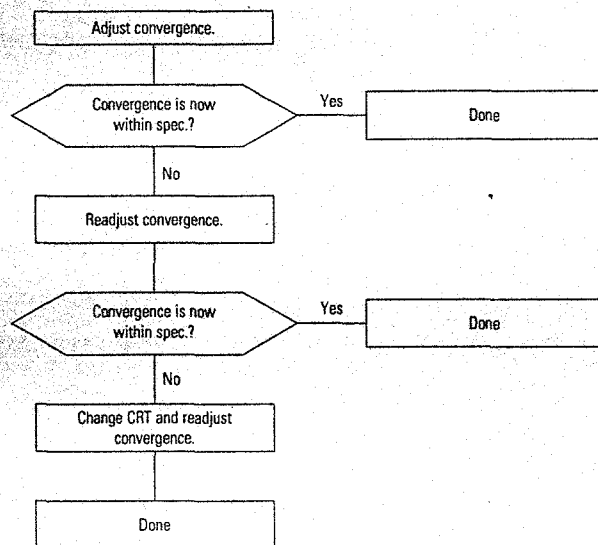 Adjust convergence.
Convergence is now
within spec.?
Yes
Done
No
Readjust convergence.
Convergence is now
within spec.?
Yes
Done
No
Change CRT and readjust
convergence.
Done